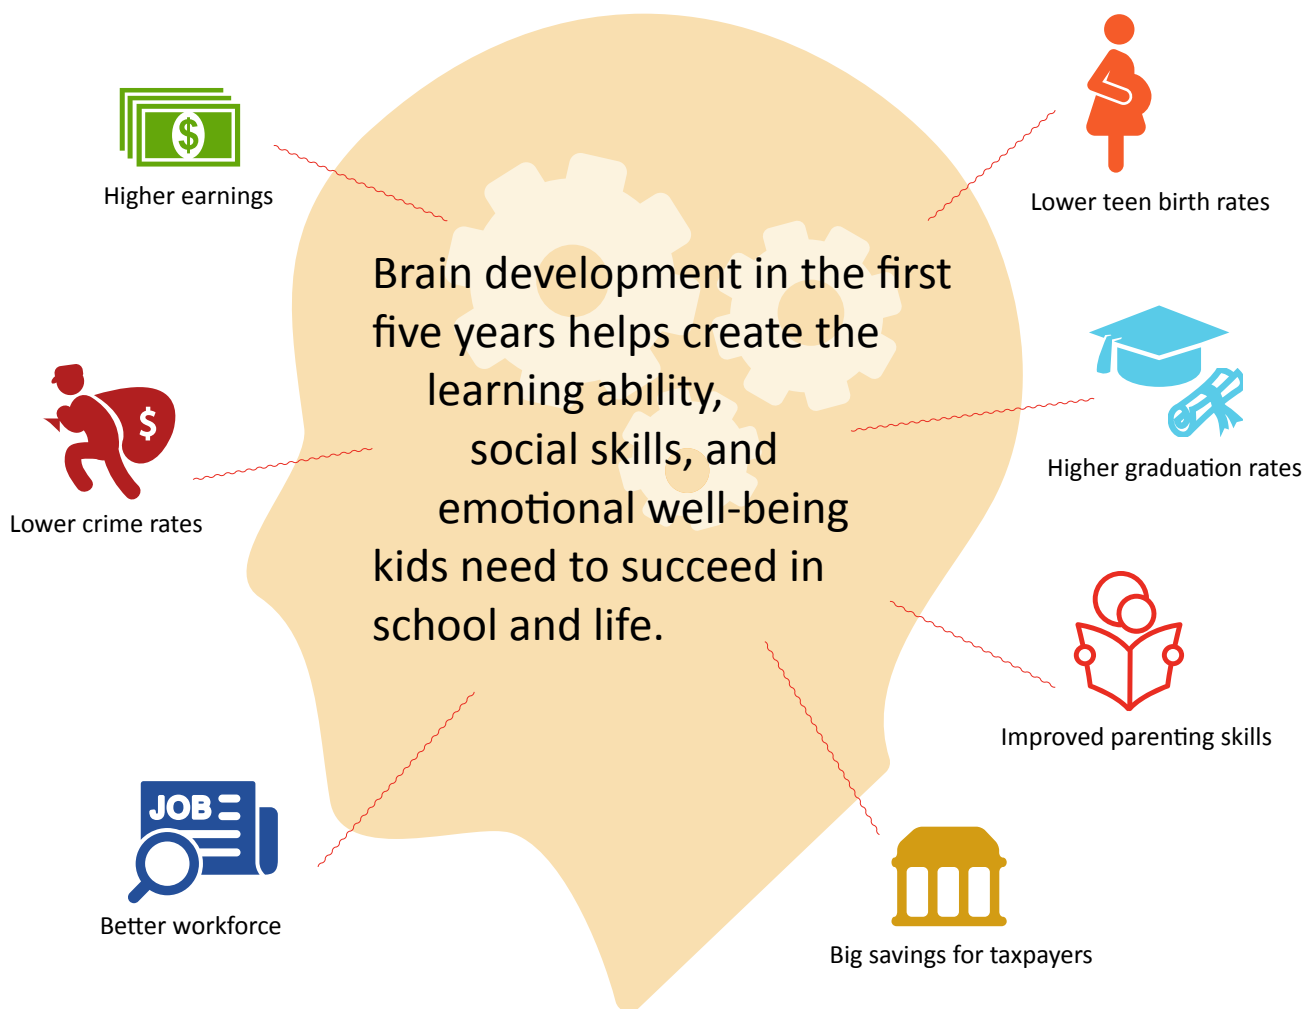 $
Higher earnings
Lower teen birth rates
Brain development in the first
five years helps create the
learning ability,
social skills, and
emotional well-being
kids need to succeed in
school and life.
$
Lower crime rates
Higher graduation rates
Improved parenting skills
JOB
Better workforce
Big savings for taxpayers